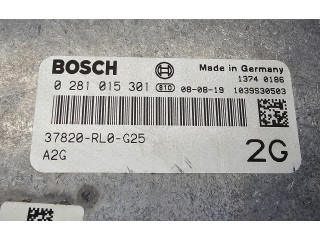 BOSCH Made in Germany
1374 0186
0 281 015 301 810 08-08-19 1039S30503
37820-RL0-G25
A2G
2G